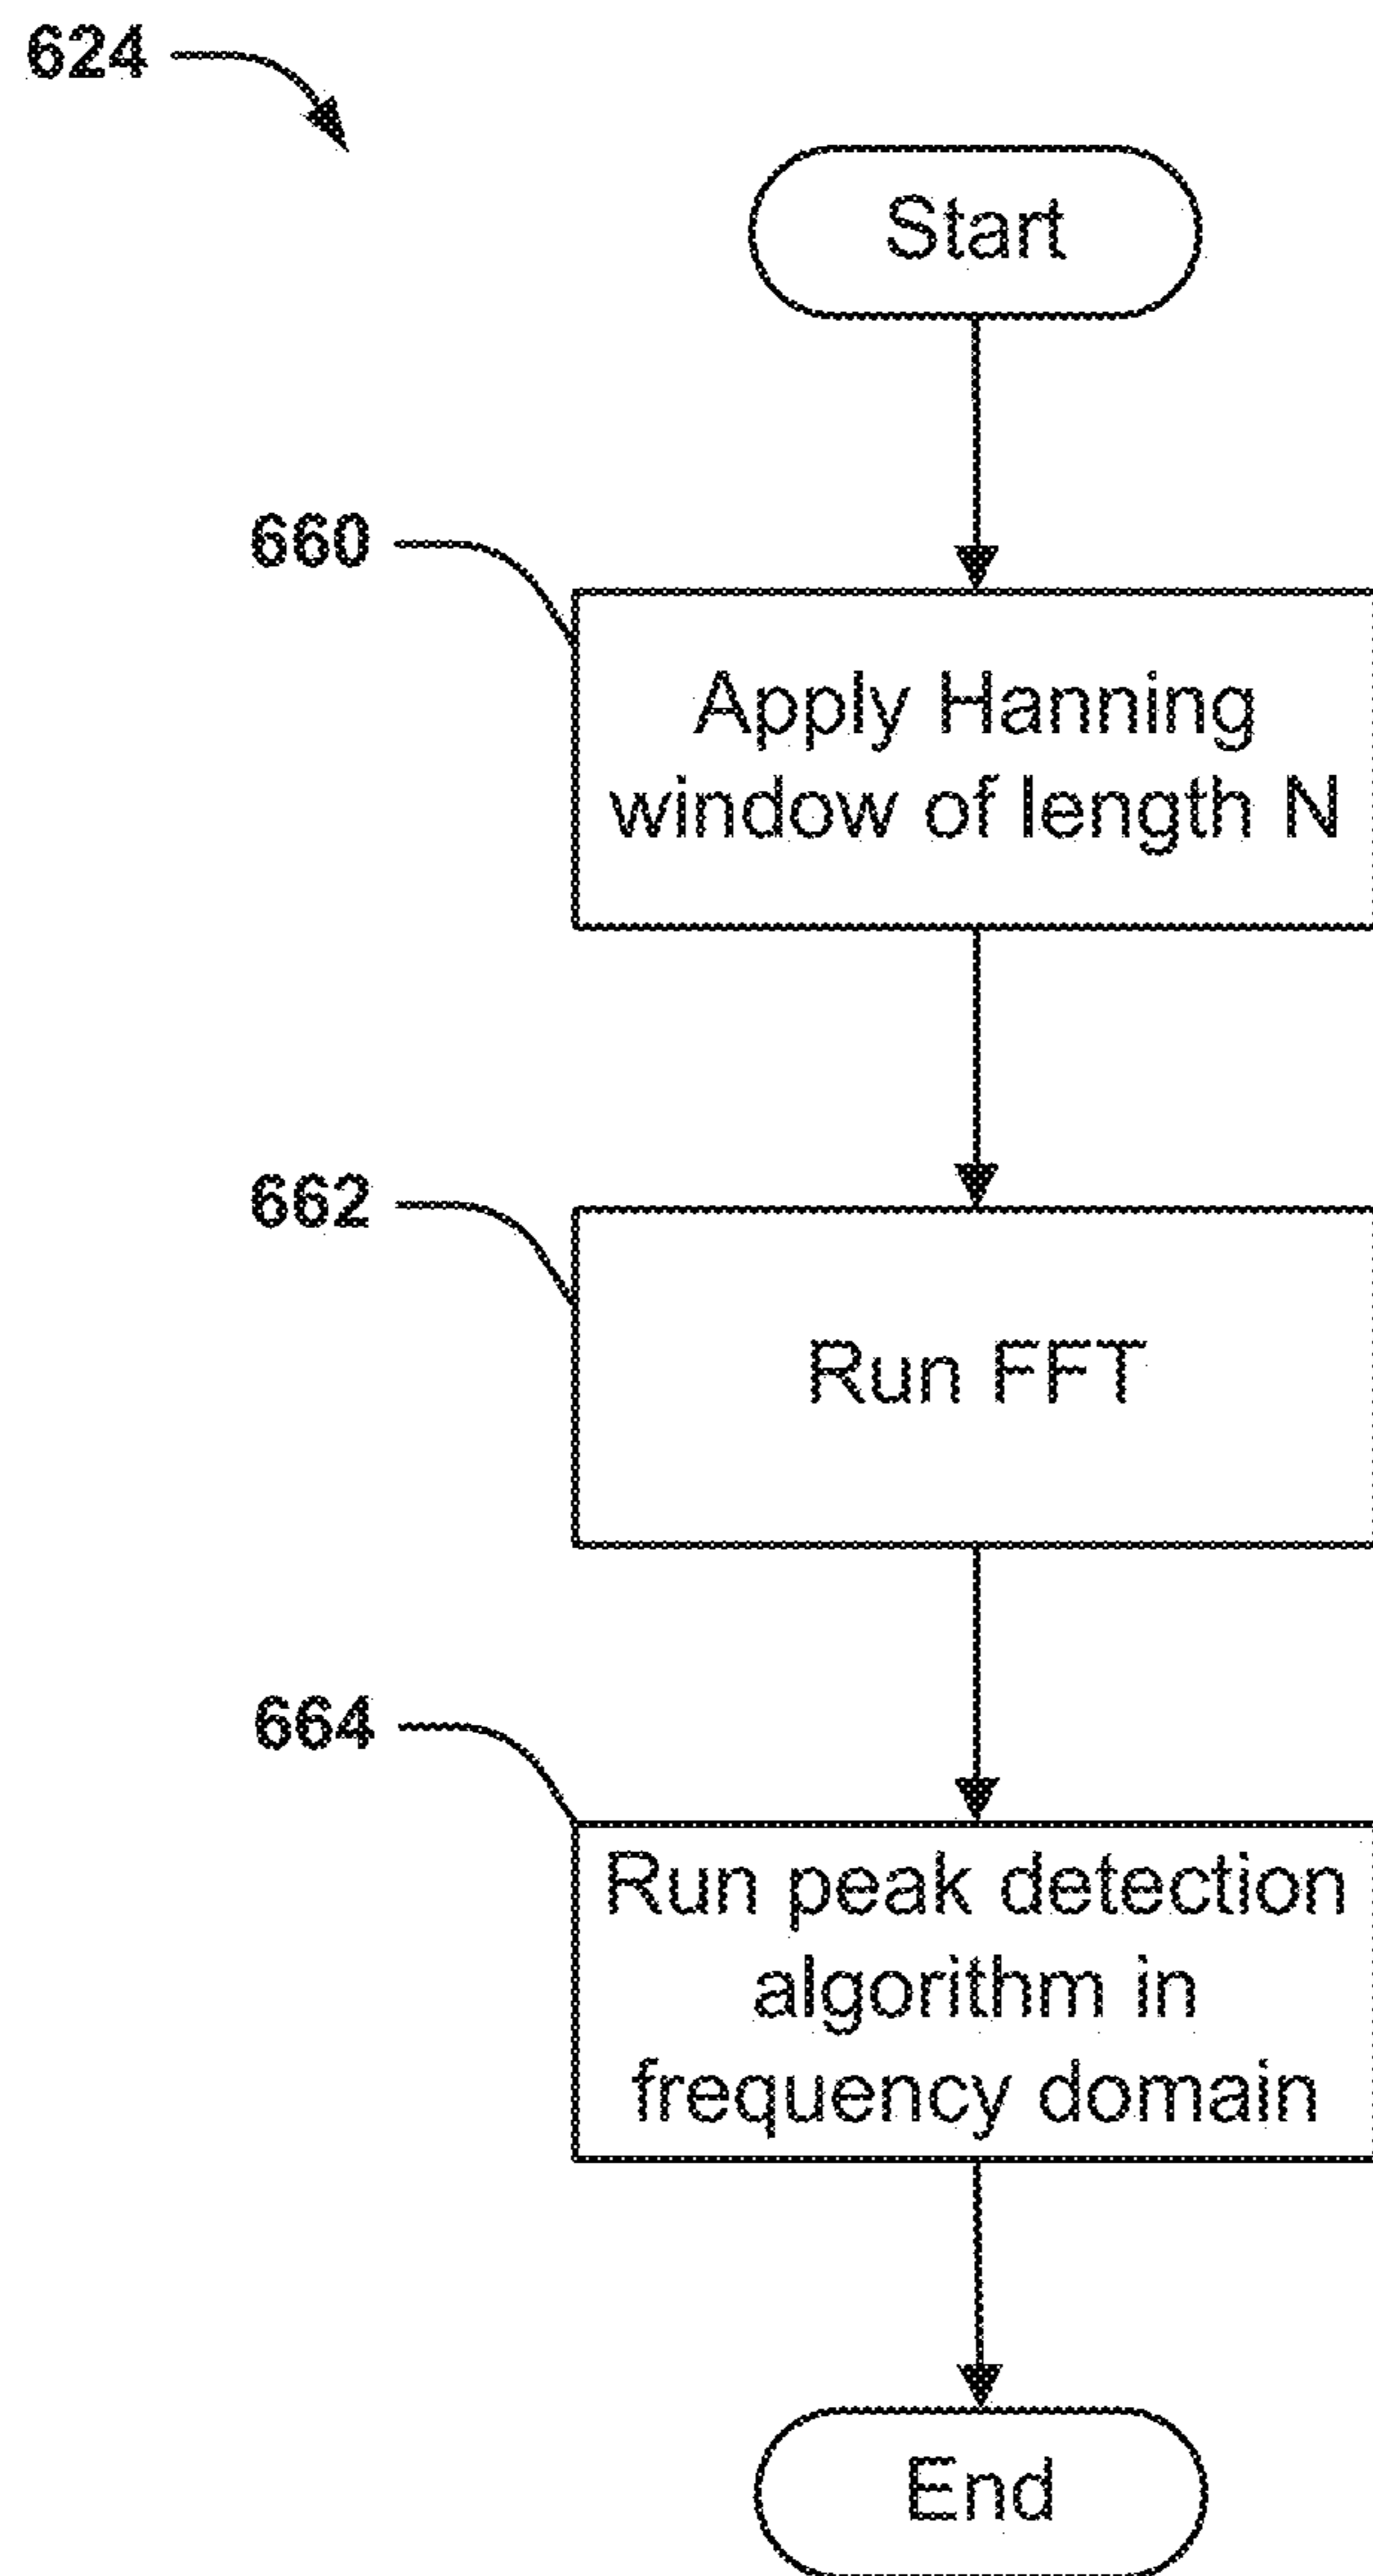 624
Start
660
Apply Hanning
window of length N
662
Run FFT
664
Run peak detection
algorithm in
frequency domain
End